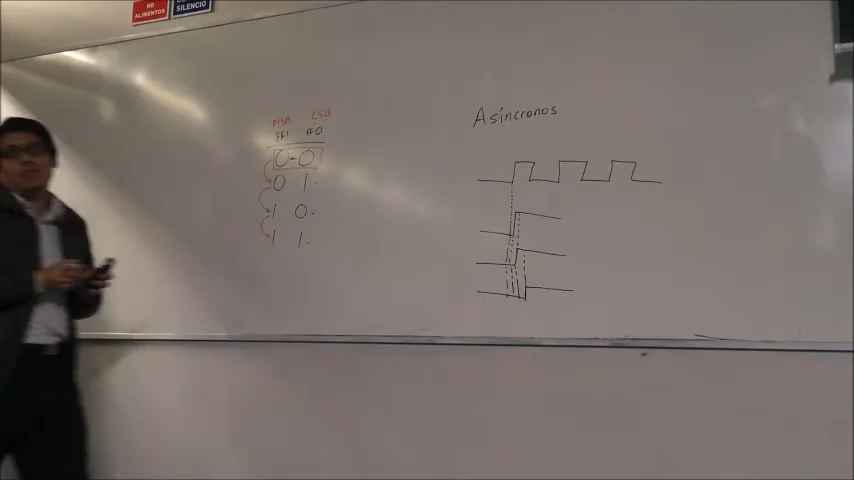 NO
ALIMENTOS
SILENCIO
MSB LSB
FF1 FF0
0-0
0 1.
1 0.
1 1.
Asíncronos